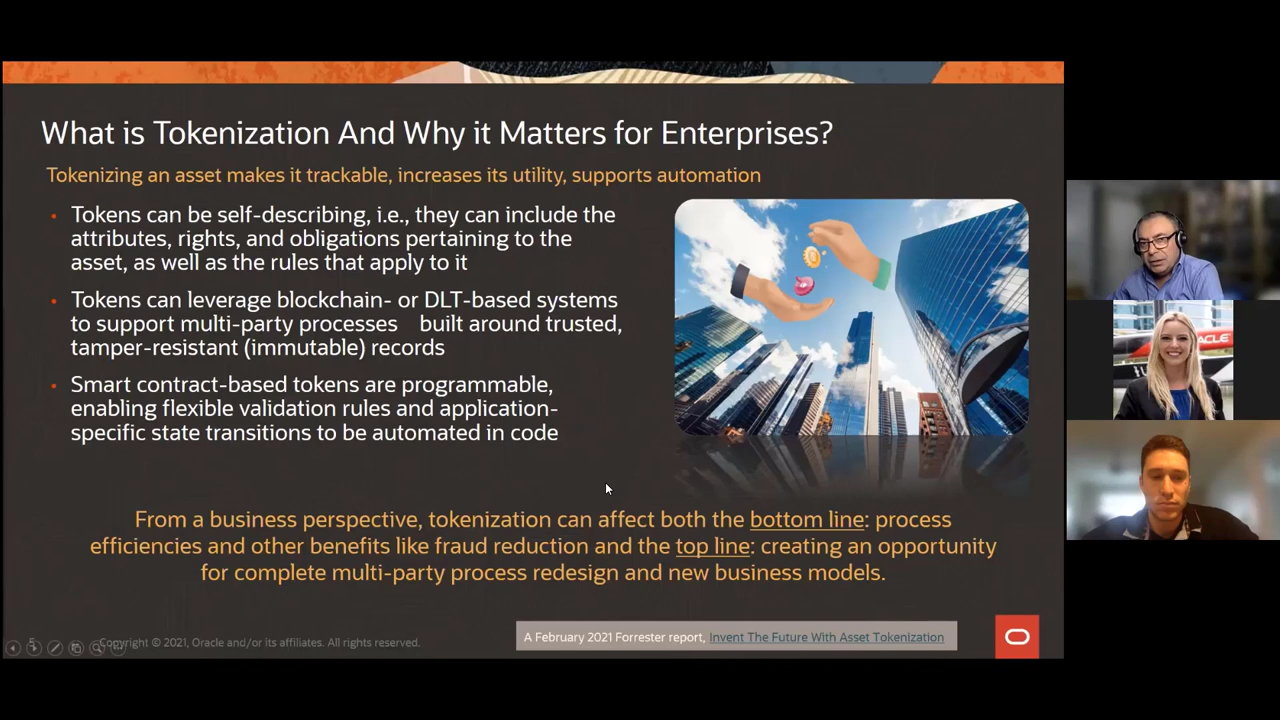 What is Tokenization And Why it Matters for Enterprises?
Tokenizing an asset makes it trackable, increases its utility, supports automation
• Tokens can be self-describing, i.e., they can include the
attributes, rights, and obligations pertaining to the
asset, as well as the rules that apply to it
• Tokens can leverage blockchain- or DLT-based systems
to support multi-party processes built around trusted,
tamper-resistant (immutable) records
• Smart contract-based tokens are programmable,
enabling flexible validation rules and application-
specific state transitions to be automated in code
From a business perspective, tokenization can affect both the bottom line: process
efficiencies and other benefits like fraud reduction and the top line: creating an opportunity
for complete multi-party process redesign and new business models.
5 Copyright © 2021, Oracle and/or its affiliates. All rights reserved.
A February 2021 Forrester report, Invent The Future With Asset Tokenization